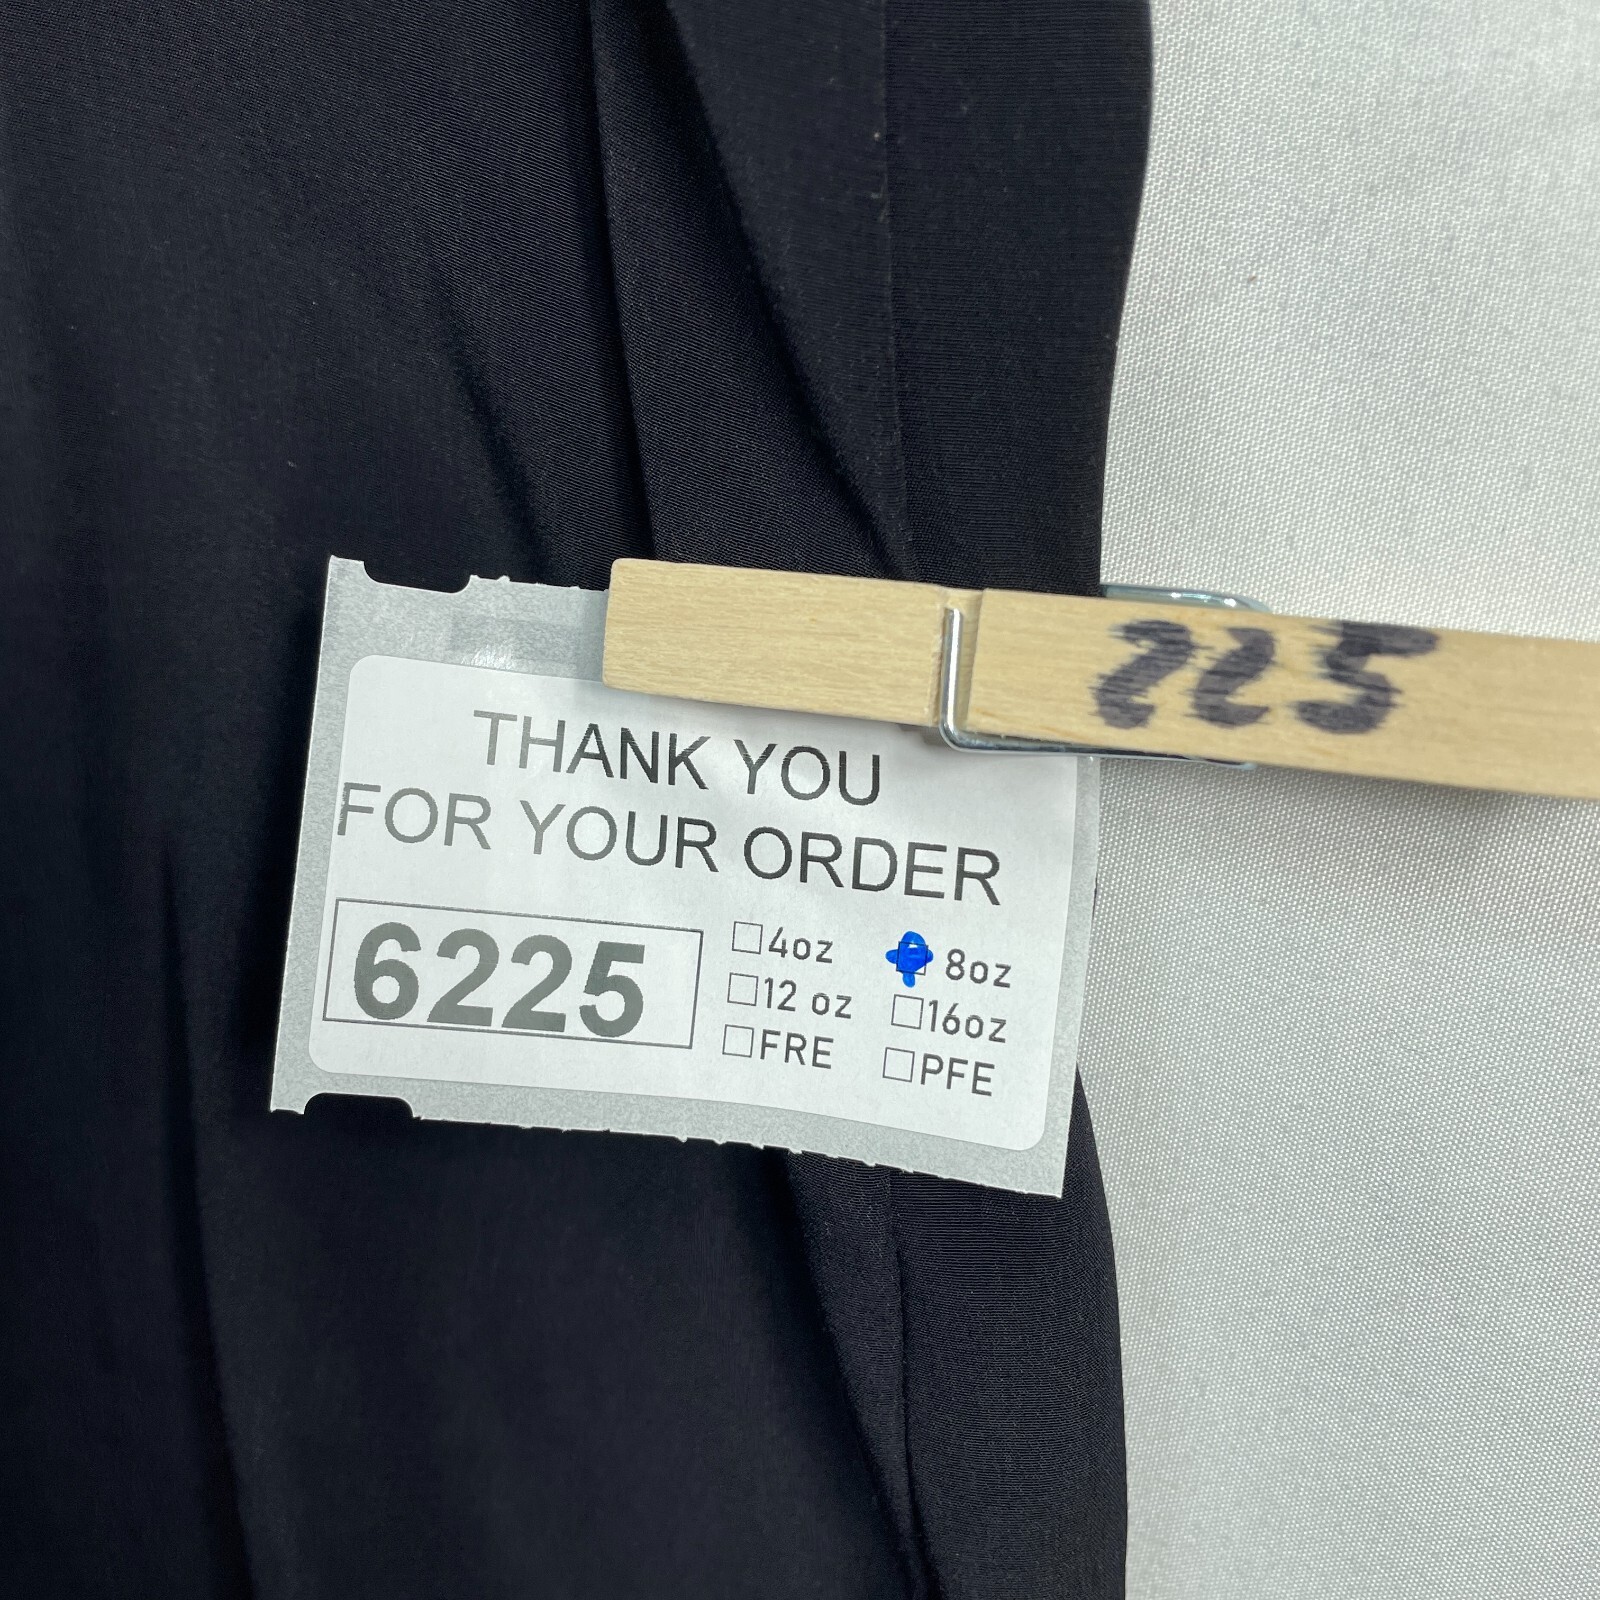 225
THANK YOU
FOR YOUR ORDER
6225
4oz
8oz
12 oz
16oz
FRE
PFE